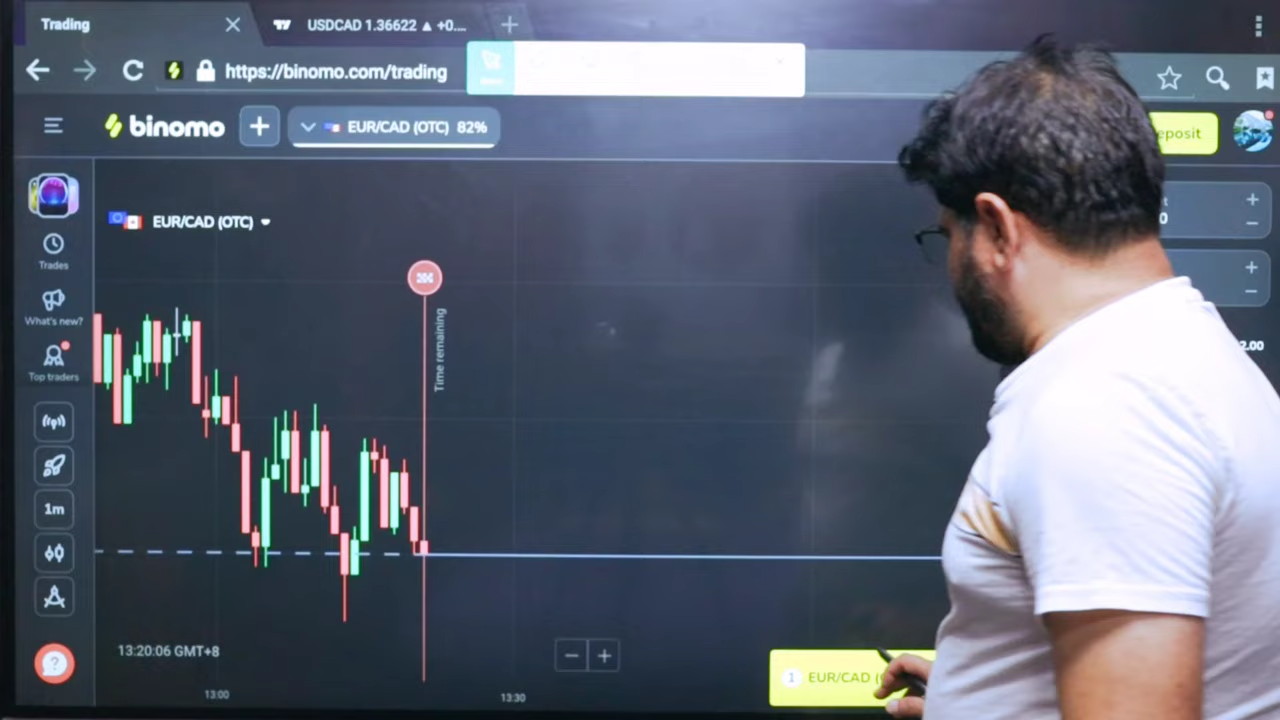 Trading
USDCAD 1.36622 ▲ +0....
https://binomo.com/trading
binomo
EUR/CAD (OTC) 82%
eposit
EUR/CAD (OTC)
Trades
What's new?
Top traders
Time remaining
1m
0
2.00
13:20:06 GMT+8
13:00
13:30
1 EUR/CAD (